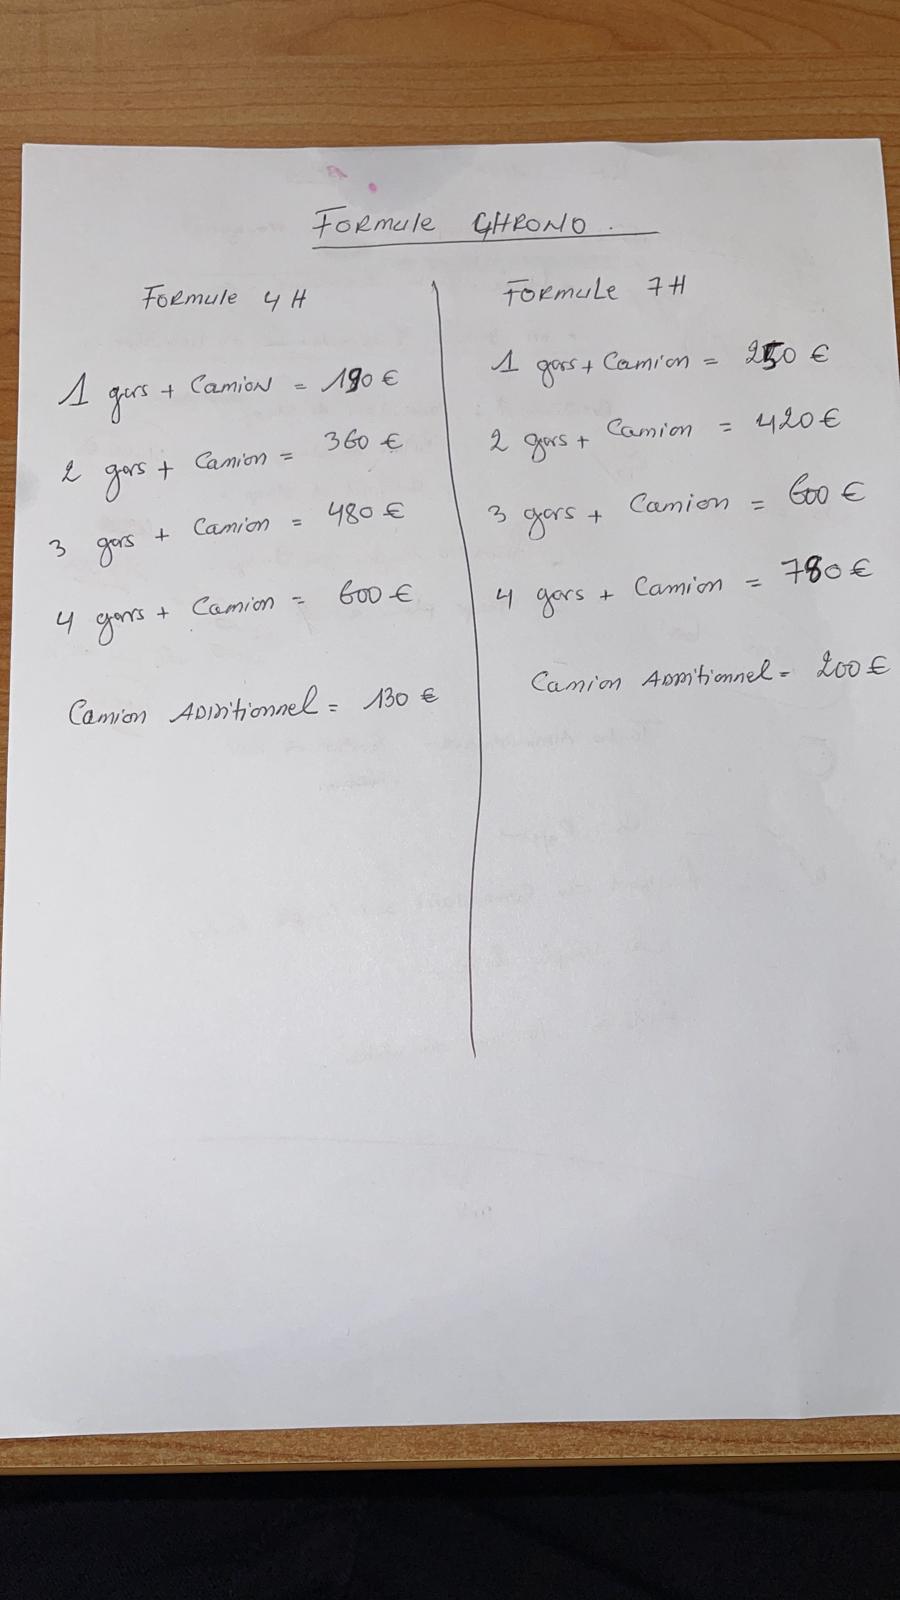 Formule CHRONO.
Formule 4H
1 gars + Camion = 190 €
2 gars + Camion = 360 €
3 gars + Camion = 480 €
4 gars + Camion = 600 €
Camion Additionnel = 130 €
Formule 7H
1 gars + Camion = 250 €
2 gars + Camion = 420 €
3 gars + Camion = 600 €
4 gars + Camion = 780 €
Camion Additionnel = 200 €